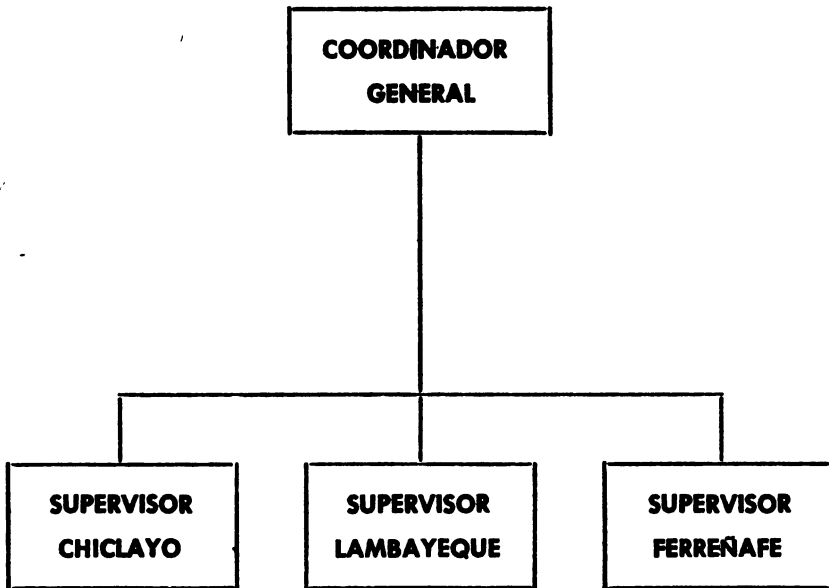 COORDINADOR
GENERAL
SUPERVISOR
CHICLAYO
SUPERVISOR
LAMBAYEQUE
SUPERVISOR
FERREÑAFE